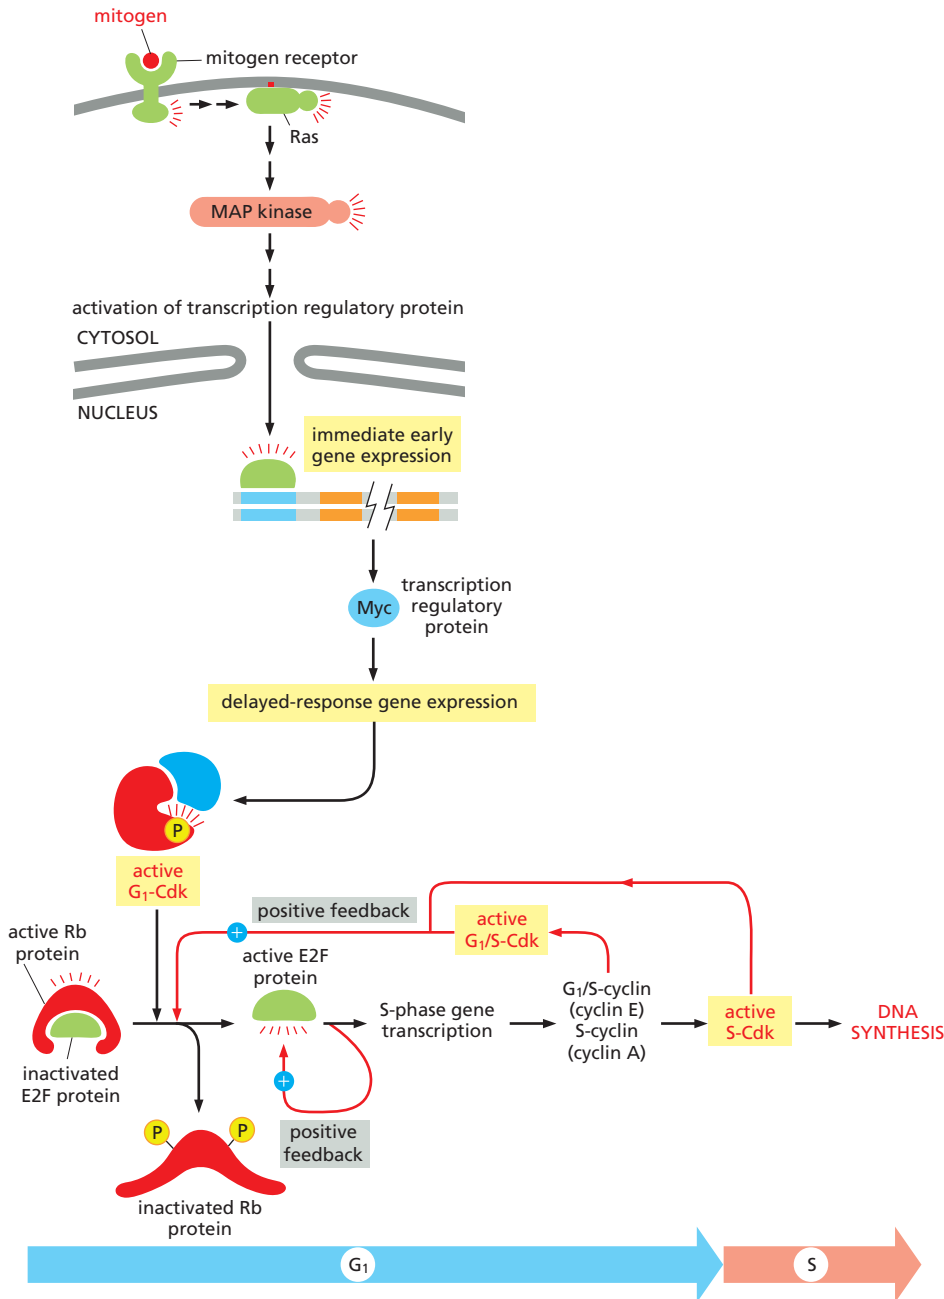 mitogen
mitogen receptor
Ras
MAP kinase
activation of transcription regulatory protein
CYTOSOL
NUCLEUS
immediate early
gene expression
Myc
transcription
regulatory
protein
delayed-response gene expression
P
active
G₁-Cdk
positive feedback
+
active
G₁/S-Cdk
active Rb
protein
active E2F
protein
S-phase gene
transcription
G₁/S-cyclin
(cyclin E)
S-cyclin
(cyclin A)
active
S-Cdk
DNA
SYNTHESIS
inactivated
E2F protein
+
positive
feedback
P
P
inactivated Rb
protein
G₁
S